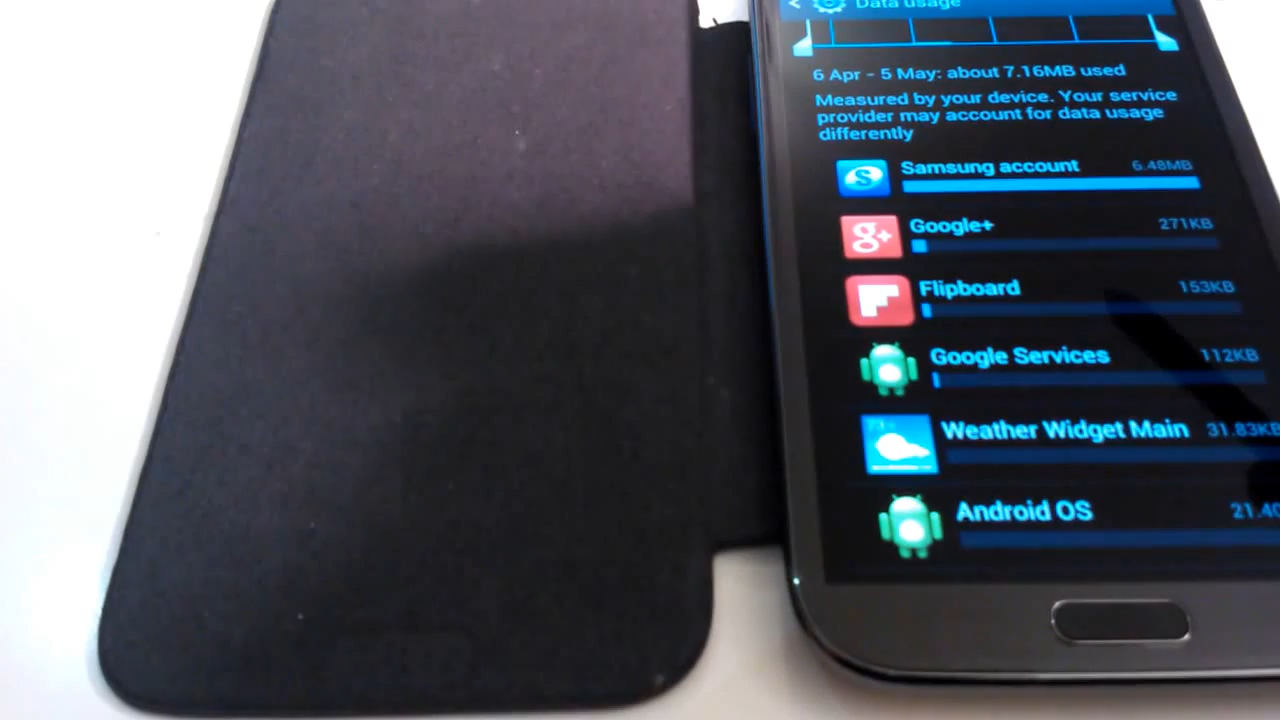 Data usage
6 Apr - 5 May: about 7.16MB used
Measured by your device. Your service
provider may account for data usage
differently
Samsung account 6.48MB
Google+ 271KB
Flipboard 153KB
Google Services 112KB
Weather Widget Main 31.83KB
Android OS 21.40